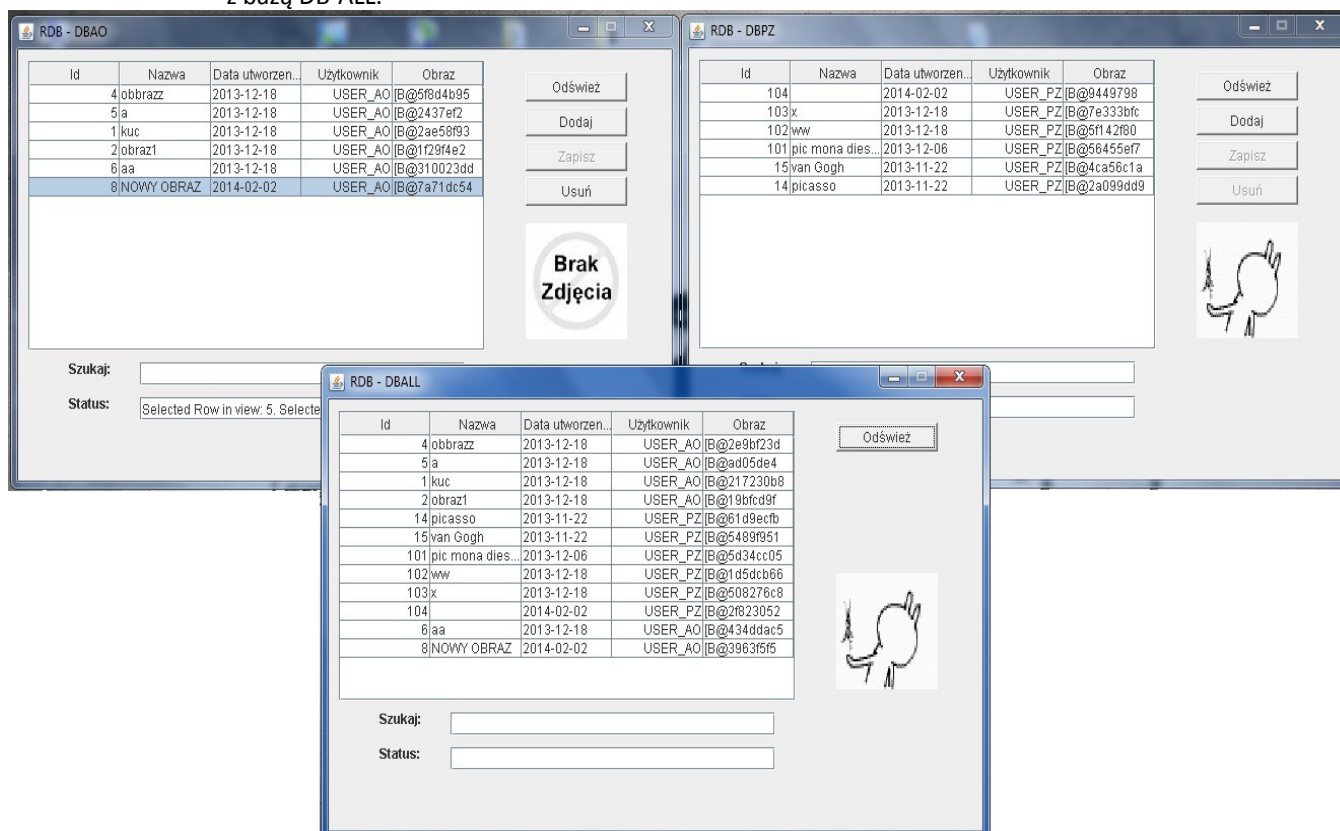 z bazą DB-ALL.
RDB - DBAO
Id Nazwa Data utworzen... Użytkownik Obraz
4 obbrazz 2013-12-18 USER_AO [B@5f8d4b95
5 a 2013-12-18 USER_AO [B@2437ef2
1 kuc 2013-12-18 USER_AO [B@2ae58f93
2 obraz1 2013-12-18 USER_AO [B@1f29f4e2
6 aa 2013-12-18 USER_AO [B@310023dd
8 NOWY OBRAZ 2014-02-02 USER_AO [B@7a71dc54
Odśwież
Dodaj
Zapisz
Usuń
Brak
Zdjęcia
Szukaj:
Status: Selected Row in view: 5. Selecte
RDB - DBPZ
Id Nazwa Data utworzen... Użytkownik Obraz
104 2014-02-02 USER_PZ [B@9449798
103 x 2013-12-18 USER_PZ [B@7e333bfc
102 ww 2013-12-18 USER_PZ [B@5f142f80
101 pic mona dies... 2013-12-06 USER_PZ [B@56455ef7
15 van Gogh 2013-11-22 USER_PZ [B@4ca56c1a
14 picasso 2013-11-22 USER_PZ [B@2a099dd9
Odśwież
Dodaj
Zapisz
Usuń
RDB - DBALL
Id Nazwa Data utworzen... Użytkownik Obraz
4 obbrazz 2013-12-18 USER_AO [B@2e9bf23d
5 a 2013-12-18 USER_AO [B@ad05de4
1 kuc 2013-12-18 USER_AO [B@217230b8
2 obraz1 2013-12-18 USER_AO [B@19bfcd9f
14 picasso 2013-11-22 USER_PZ [B@61d9ecfb
15 van Gogh 2013-11-22 USER_PZ [B@5489f951
101 pic mona dies... 2013-12-06 USER_PZ [B@5d34cc05
102 ww 2013-12-18 USER_PZ [B@1d5dcb66
103 x 2013-12-18 USER_PZ [B@508276c8
104 2014-02-02 USER_PZ [B@2f823052
6 aa 2013-12-18 USER_AO [B@434ddac5
8 NOWY OBRAZ 2014-02-02 USER_AO [B@3963f5f5
Odśwież
Szukaj:
Status: